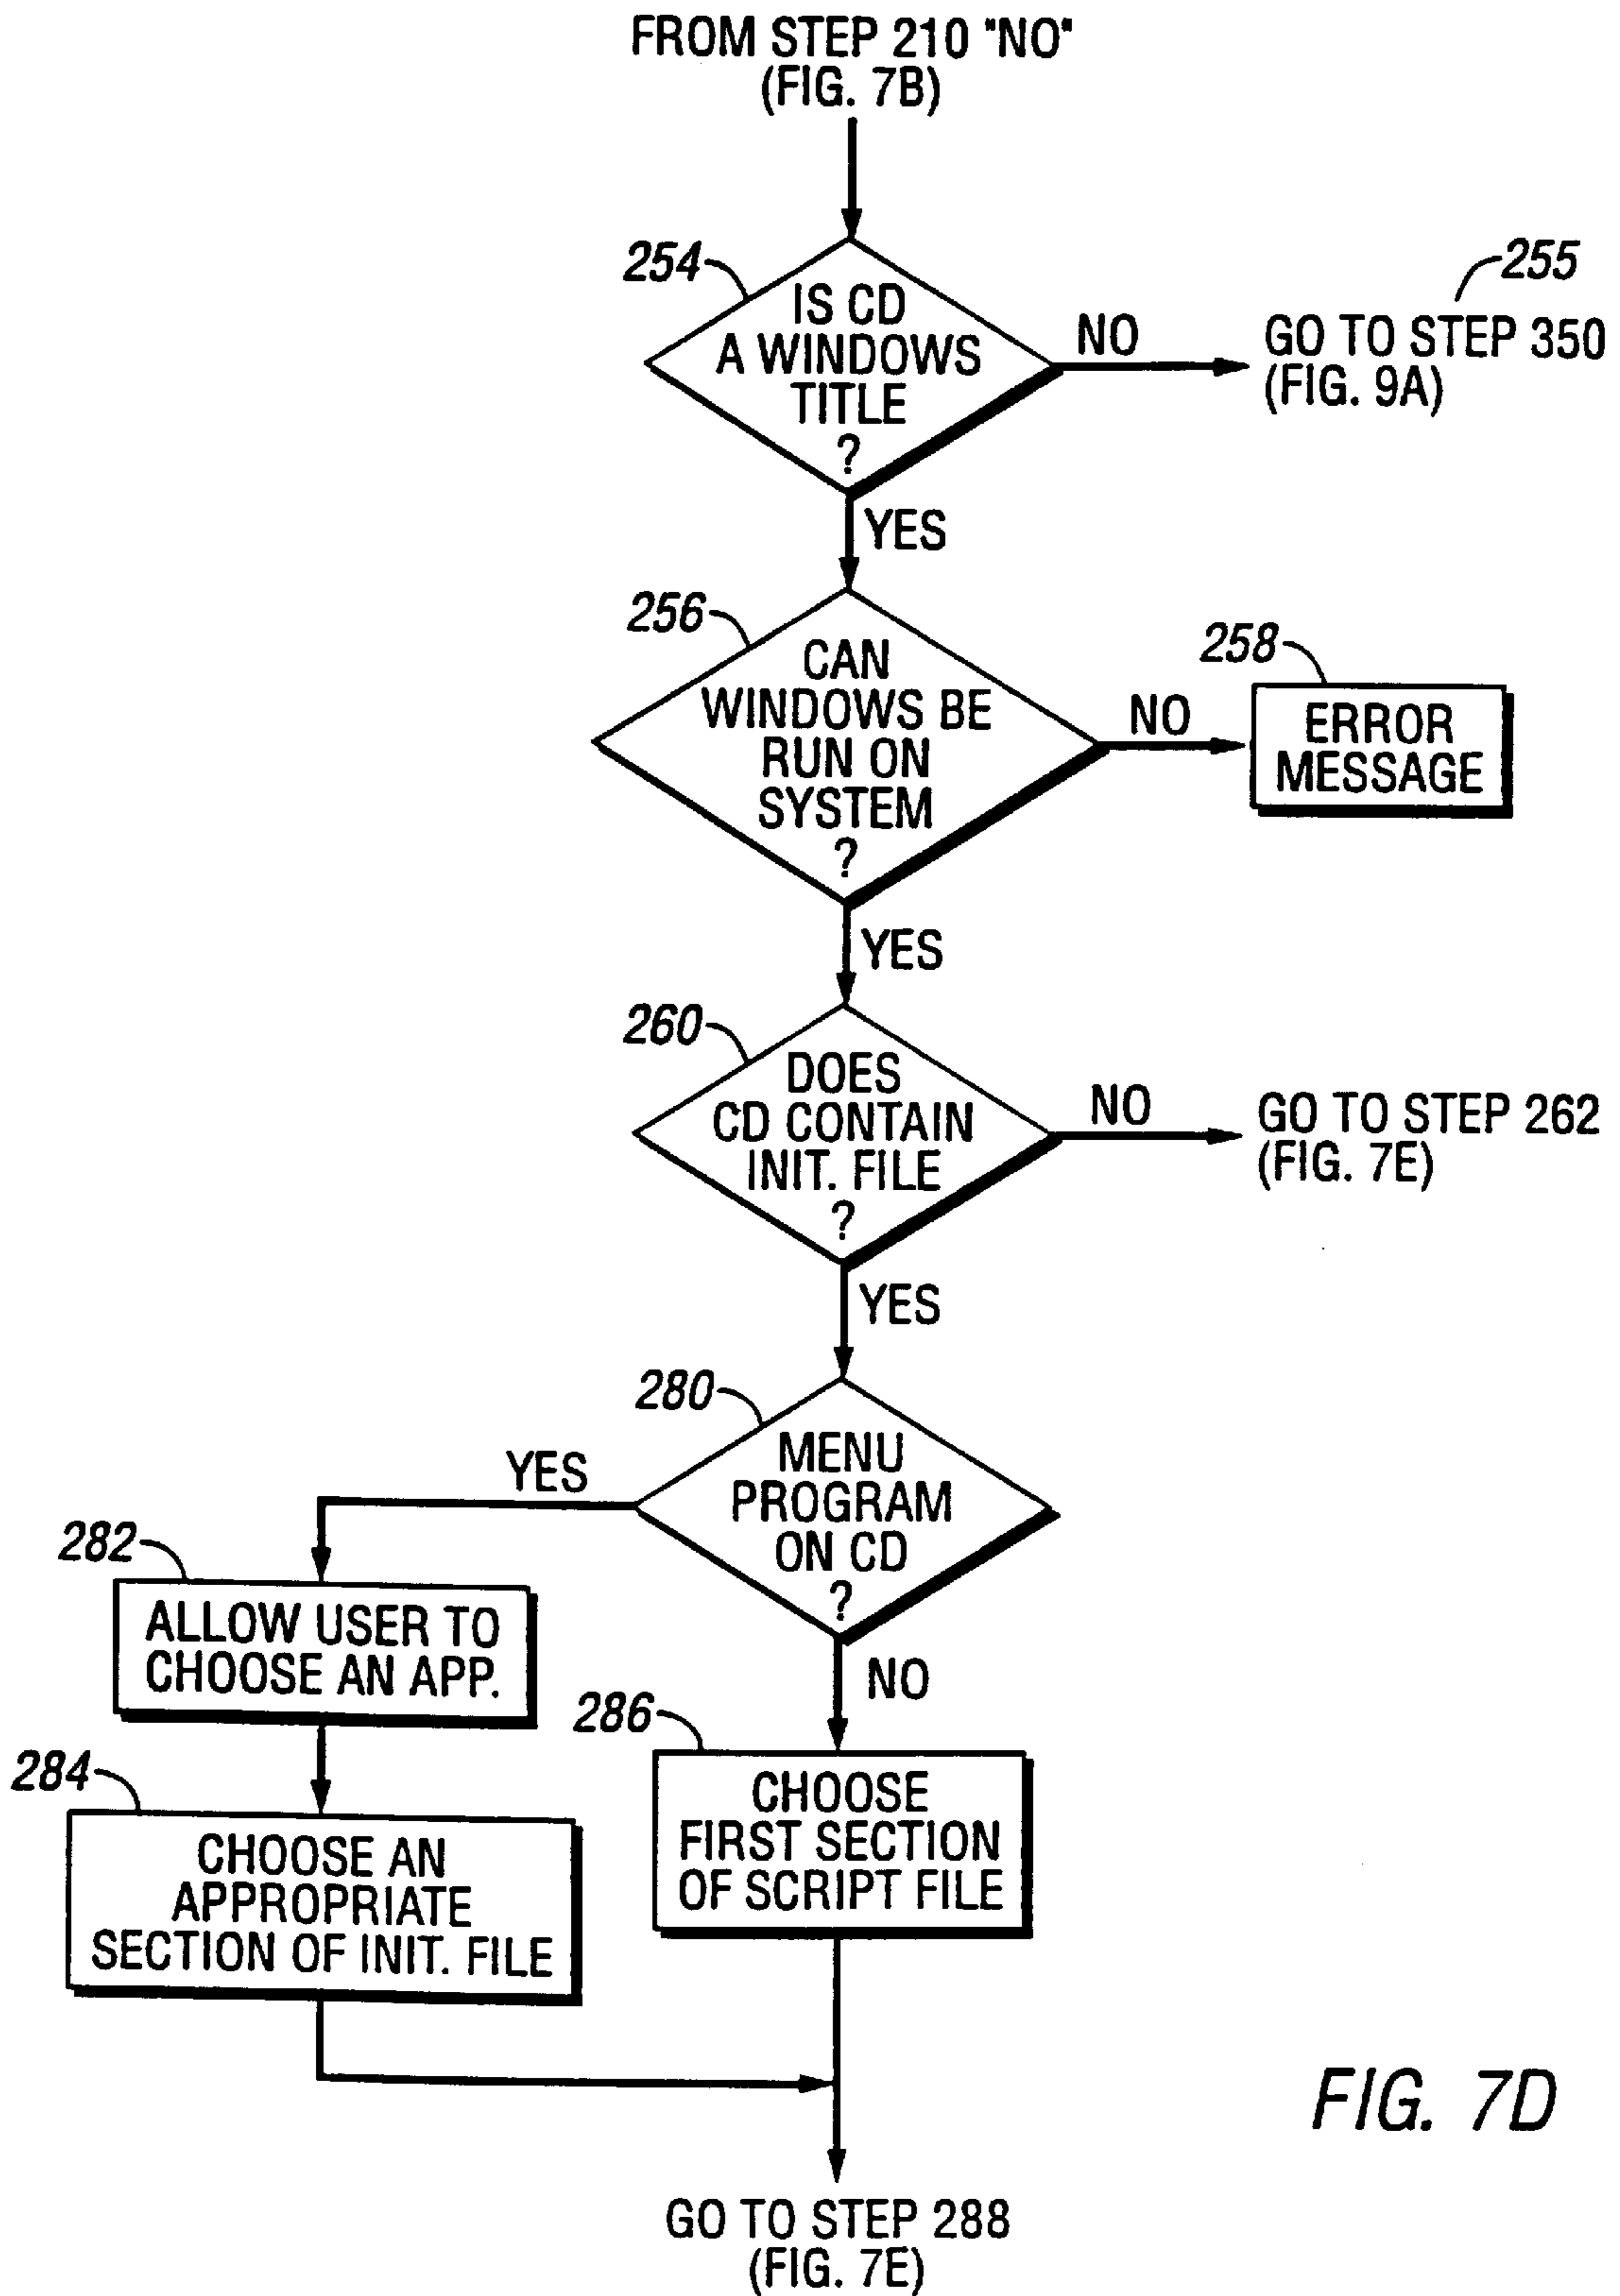 FROM STEP 210 "NO"
(FIG. 7B)
254
IS CD
A WINDOWS
TITLE
?
NO
255
GO TO STEP 350
(FIG. 9A)
YES
256
CAN
WINDOWS BE
RUN ON
SYSTEM
?
NO
258
ERROR
MESSAGE
YES
260
DOES
CD CONTAIN
INIT. FILE
?
NO
GO TO STEP 262
(FIG. 7E)
YES
280
MENU
PROGRAM
ON CD
?
YES
282
ALLOW USER TO
CHOOSE AN APP.
NO
284
CHOOSE AN
APPROPRIATE
SECTION OF INIT. FILE
286
CHOOSE
FIRST SECTION
OF SCRIPT FILE
GO TO STEP 288
(FIG. 7E)
FIG. 7D